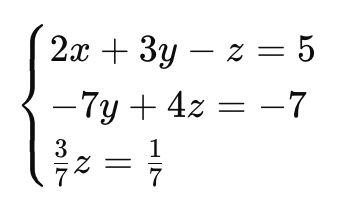 2x + 3y − z = 5
−7y + 4z = −7
3/7 z = 1/7